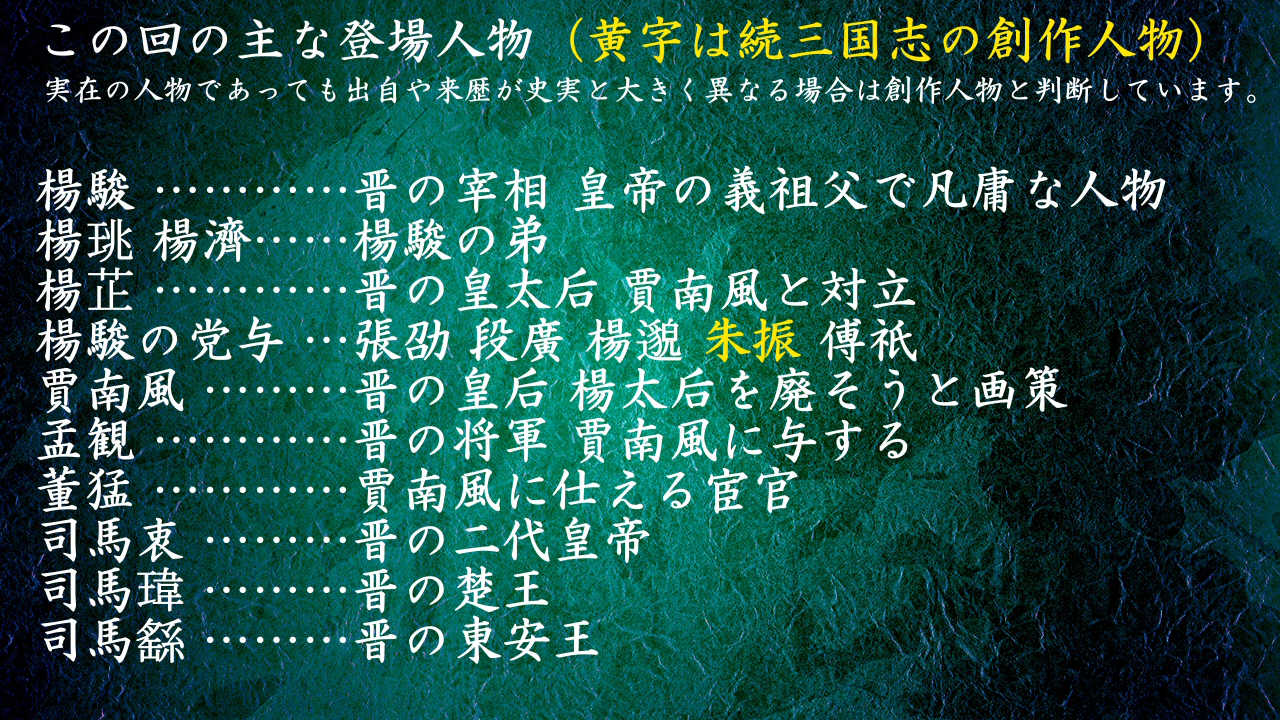 この回の主な登場人物（黄字は続三国志の創作人物）
実在の人物であっても出自や来歴が史実と大きく異なる場合は創作人物と判断しています。
楊駿 …………晋の宰相 皇帝の義祖父で凡庸な人物
楊珧 楊濟……楊駿の弟
楊芷 …………晋の皇太后 賈南風と対立
楊駿の党与 …張劭 段廣 楊邈 朱振 傅祇
賈南風 ………晋の皇后 楊太后を廃そうと画策
孟観 …………晋の将軍 賈南風に与する
董猛 …………賈南風に仕える宦官
司馬衷 ………晋の二代皇帝
司馬瑋 ………晋の楚王
司馬繇 ………晋の東安王